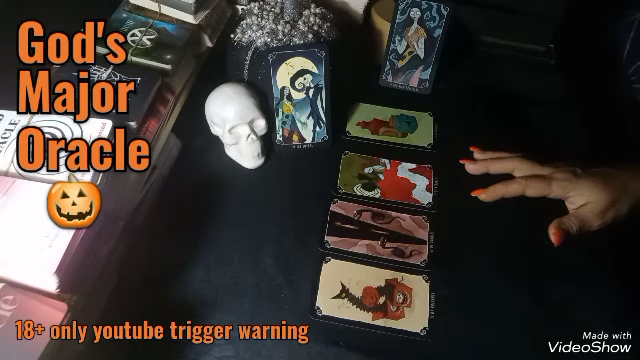 God's
Major
Oracle
18+ only youtube trigger warning
Made with
VideoShow